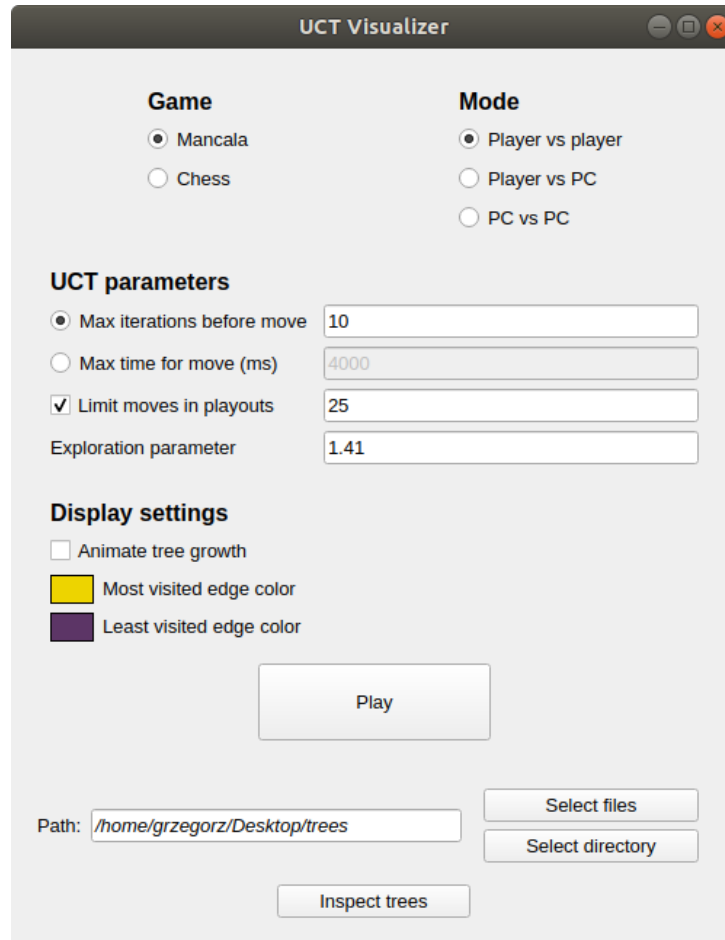 UCT Visualizer
Game
Mancala
Chess
Mode
Player vs player
Player vs PC
PC vs PC
UCT parameters
Max iterations before move 10
Max time for move (ms) 4000
Limit moves in playouts 25
Exploration parameter 1.41
Display settings
Animate tree growth
Most visited edge color
Least visited edge color
Play
Path: /home/grzegorz/Desktop/trees
Select files
Select directory
Inspect trees